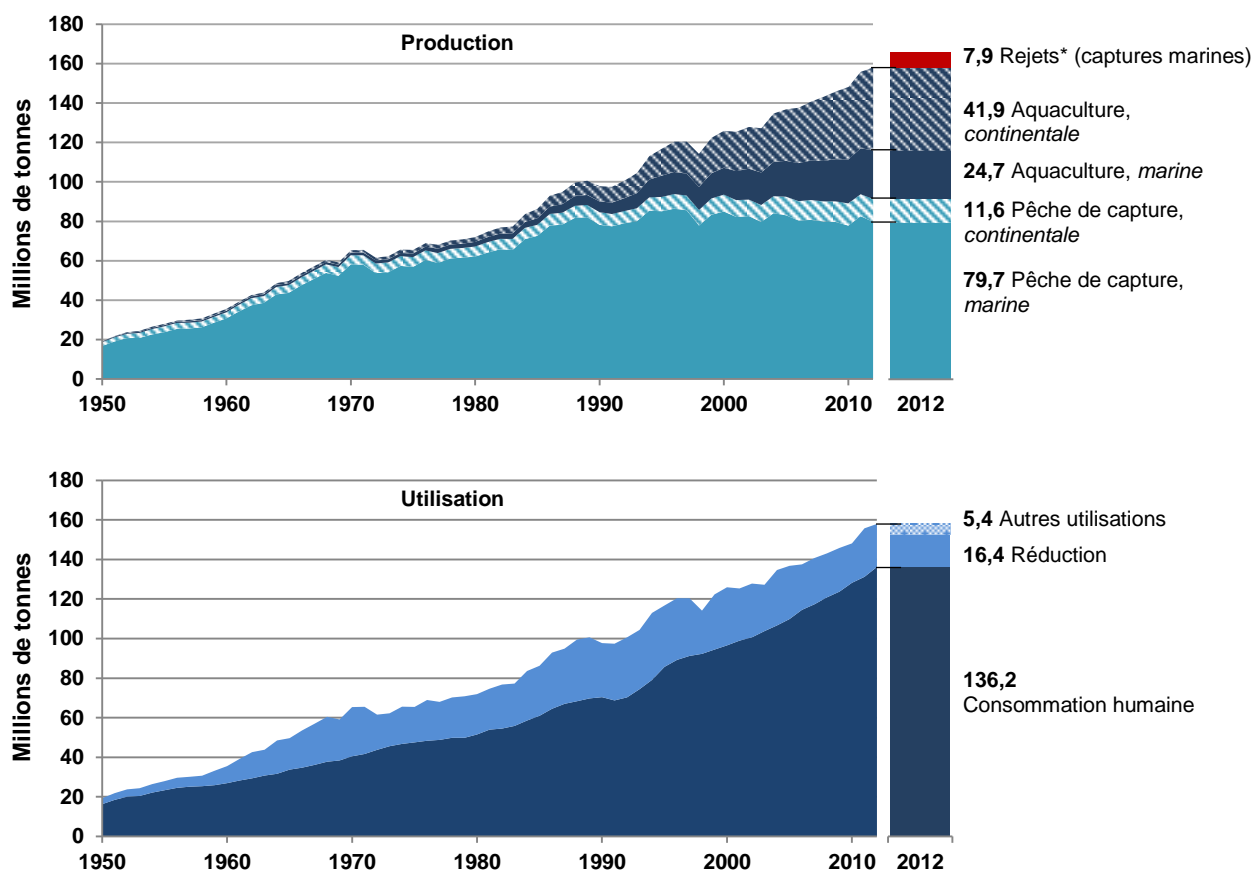 Production
Millions de tonnes
180
160
140
120
100
80
60
40
20
0
1950 1960 1970 1980 1990 2000 2010 2012
7,9 Rejets* (captures marines)
41,9 Aquaculture,
continentale
24,7 Aquaculture, marine
11,6 Pêche de capture,
continentale
79,7 Pêche de capture,
marine
Utilisation
Millions de tonnes
180
160
140
120
100
80
60
40
20
0
1950 1960 1970 1980 1990 2000 2010 2012
5,4 Autres utilisations
16,4 Réduction
136,2
Consommation humaine